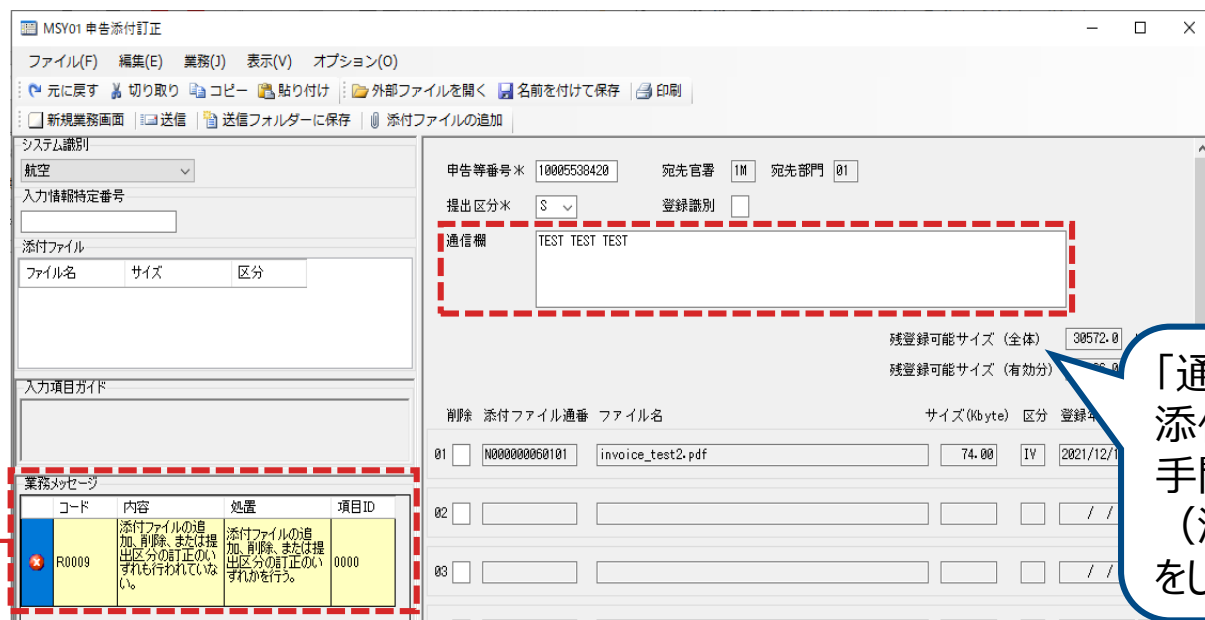 MSY01 申告添付訂正
ファイル(F) 編集(E) 業務(J) 表示(V) オプション(O)
元に戻す 切り取り コピー 貼り付け 外部ファイルを開く 名前を付けて保存 印刷
新規業務画面 送信 送信フォルダーに保存 添付ファイルの追加
システム識別
航空
入力情報特定番号
添付ファイル
ファイル名 サイズ 区分
入力項目ガイド
業務メッセージ
コード 内容 処置 項目ID
R0009
添付ファイルの追
加、削除、または提
出区分の訂正のい
ずれも行われていな
い。
添付ファイルの追
加、削除、または提
出区分の訂正のい
ずれかを行う。
0000
申告等番号* 10005538420 宛先官署 1M 宛先部門 01
提出区分* S 登録識別
通信欄 TEST TEST TEST
残登録可能サイズ(全体) 30572.0
残登録可能サイズ(有効分)
削除 添付ファイル通番 ファイル名 サイズ(Kbyte) 区分 登録
01 N000000060101 invoice_test2.pdf 74.00 IV 2021/12/1
02 / /
03 / /
「通
添
手
(
をし